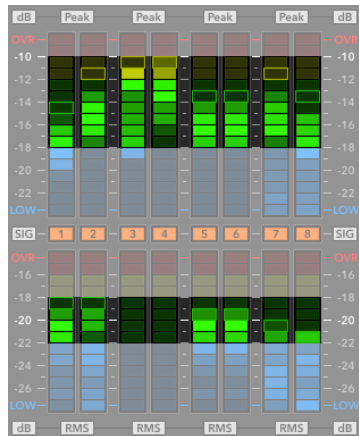 dB Peak Peak Peak Peak dB
OVR OVR
-10 -10
-12 -12
-14 -14
-16 -16
-18 -18
-20 -20
-22 -22
LOW LOW
SIG 1 2 3 4 5 6 7 8 SIG
OVR OVR
-16 -16
-18 -18
-20 -20
-22 -22
-24 -24
-26 -26
LOW LOW
dB RMS RMS RMS RMS dB